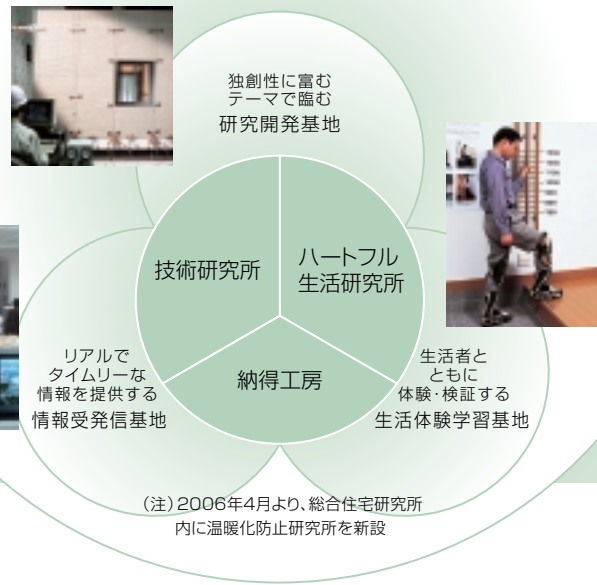 独創性に富む
テーマで臨む
研究開発基地
技術研究所
ハートフル
生活研究所
納得工房
リアルで
タイムリーな
情報を提供する
情報受発信基地
生活者と
ともに
体験・検証する
生活体験学習基地
(注)2006年4月より、総合住宅研究所
内に温暖化防止研究所を新設